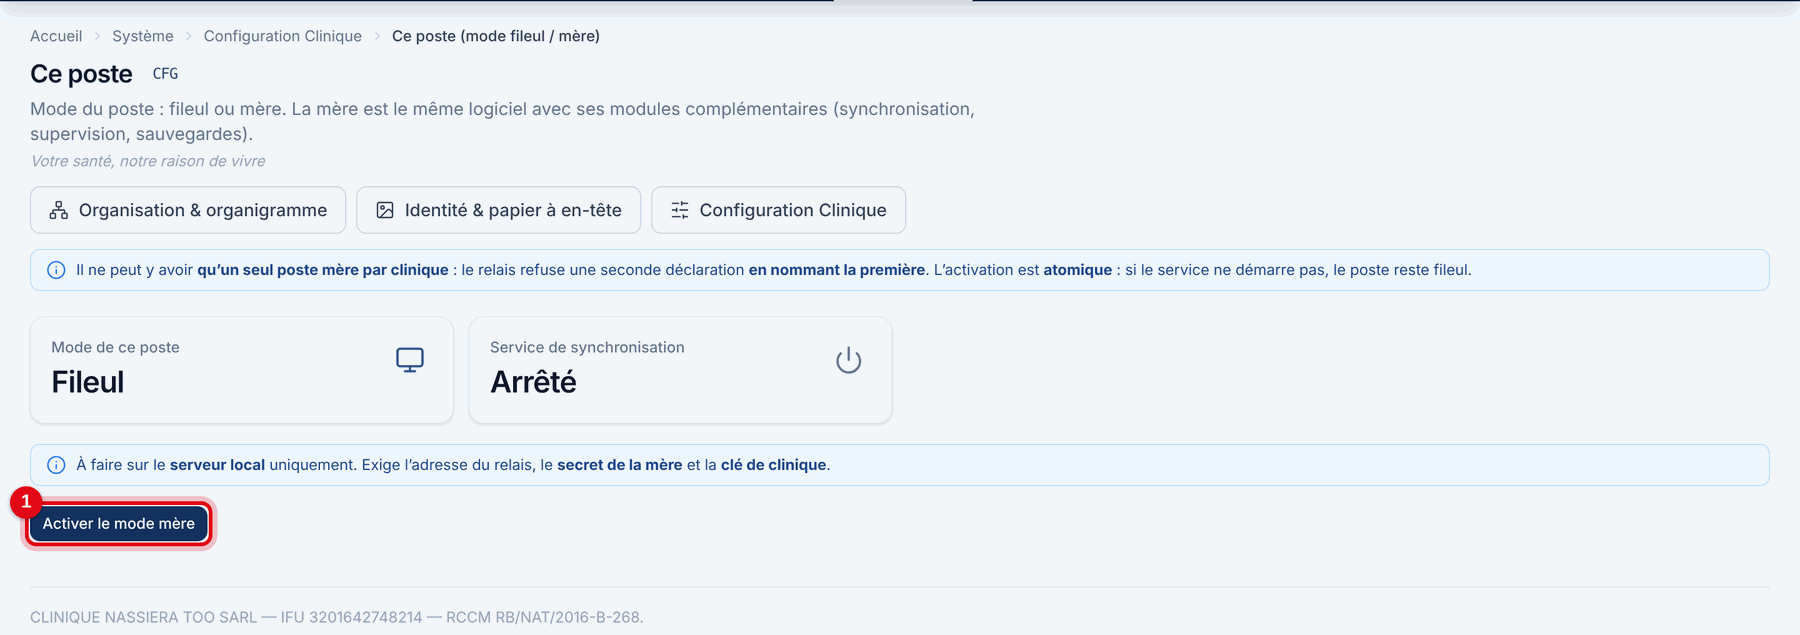 Accueil > Système > Configuration Clinique > Ce poste (mode fileul / mère)
Ce poste CFG
Mode du poste : fileul ou mère. La mère est le même logiciel avec ses modules complémentaires (synchronisation,
supervision, sauvegardes).
Votre santé, notre raison de vivre
Organisation & organigramme Identité & papier à en-tête Configuration Clinique
Il ne peut y avoir qu’un seul poste mère par clinique : le relais refuse une seconde déclaration en nommant la première. L’activation est atomique : si le service ne démarre pas, le poste reste fileul.
Mode de ce poste
Fileul
Service de synchronisation
Arrêté
À faire sur le serveur local uniquement. Exige l’adresse du relais, le secret de la mère et la clé de clinique.
1
Activer le mode mère
CLINIQUE NASSIERA TOO SARL — IFU 3201642748214 — RCCM RB/NAT/2016-B-268.